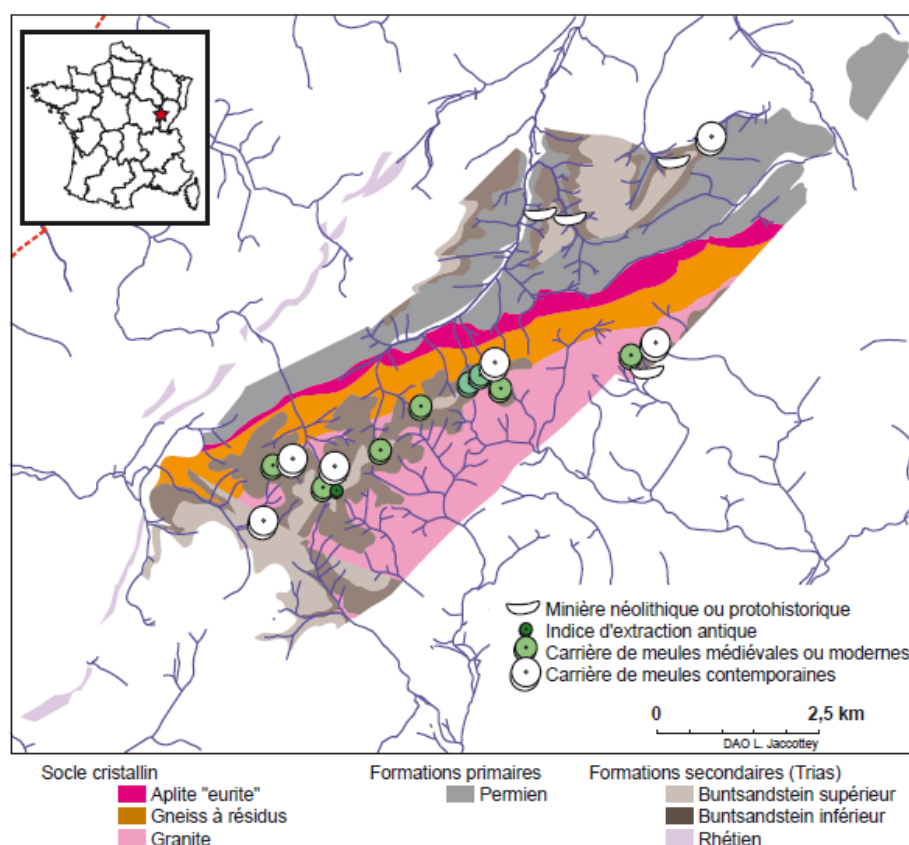 Minière néolithique ou protohistorique
Indice d'extraction antique
Carrière de meules médiévales ou modernes
Carrière de meules contemporaines
0 2,5 km
DAO L. Jaccottey
Socle cristallin
Aplite "eurite"
Gneiss à résidus
Granite
Formations primaires
Permien
Formations secondaires (Trias)
Buntsandstein supérieur
Buntsandstein inférieur
Rhétien